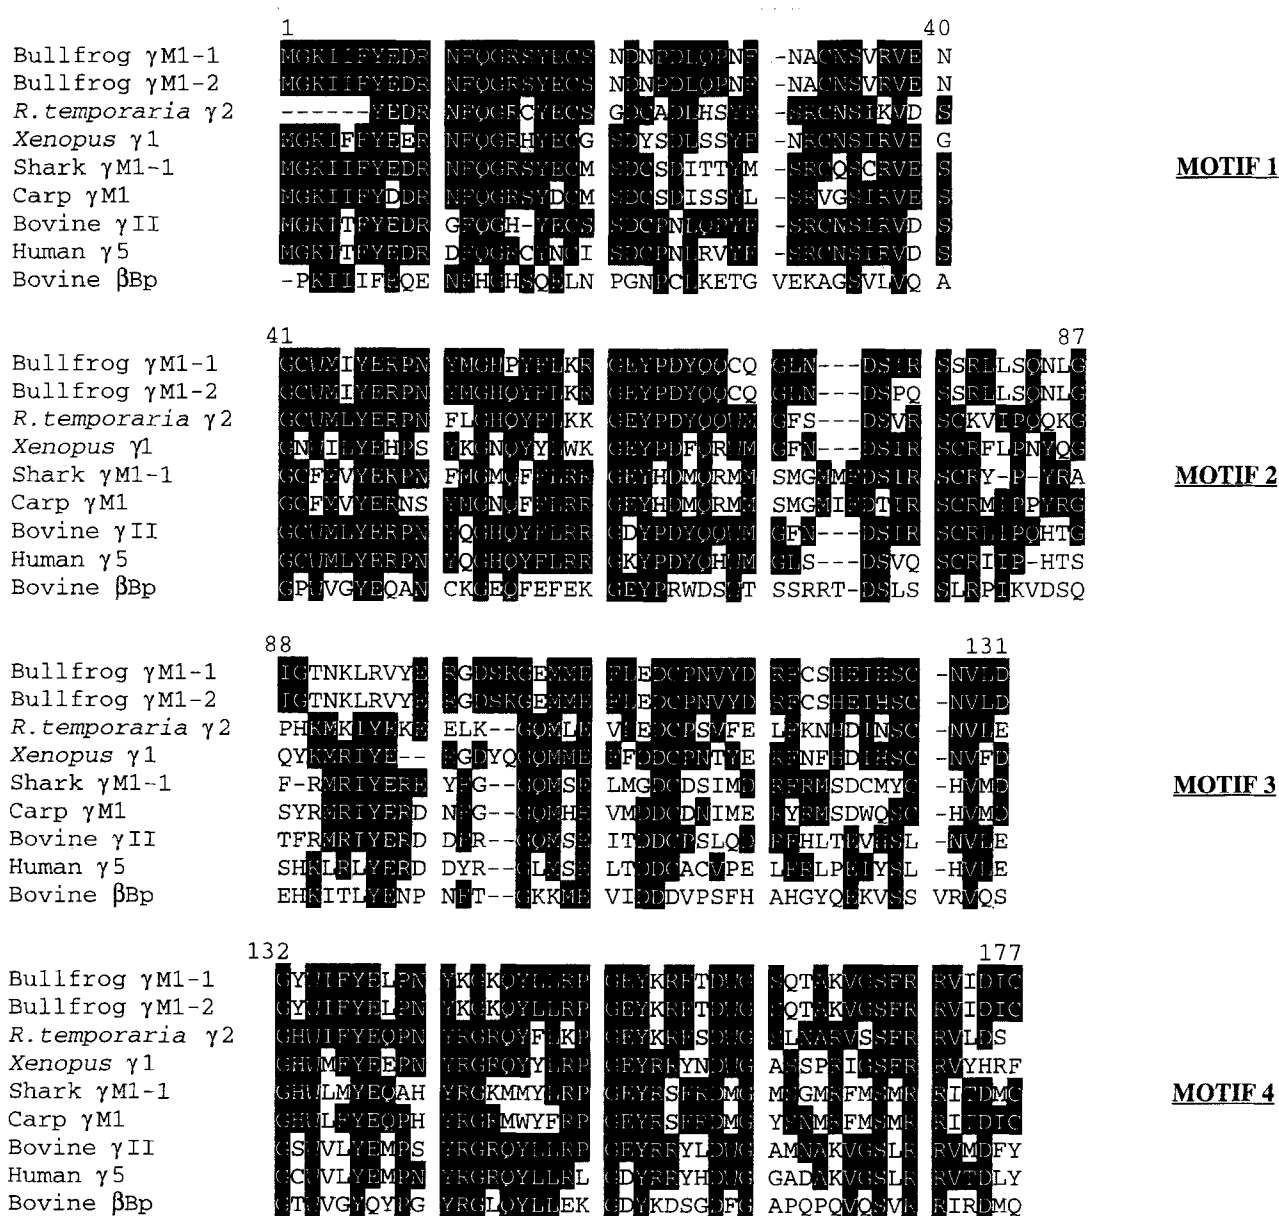 1 40
Bullfrog γM1-1 MGKIIFYEDR NFQGRSYECS NDNPDLQPNF -NACNSVRVE N
Bullfrog γM1-2 MGKIIFYEDR NFQGRSYECS NDNPDLQPNF -NACNSVRVE N
R.temporaria γ2 ------YEDR NFQGRCYECS GDCADLHSYF -SRCNSIKVD S
Xenopus γ1 MGKIFFYEER NFQGRHYECG SDYSDLSSYF -NRCNSIRVE G
Shark γM1-1 MGKIIFYEDR NFQGRSYECM SDCSDITTYM -SRCQSCRVE S
MOTIF 1
Carp γM1 MGKIIFYDDR NFQGRSYDCM SDCSDISSYL -SRVGSIRVE S
Bovine γII MGKITFYEDR GFQGH-YECS SDCPNLQPYF -SRCNSIRVD S
Human γ5 MGKITFYEDR DFQGRCYNCI SDCPNLRVYF -SRCNSIRVD S
Bovine βBp -PKIIIFEQE NFHGHSQELN PGNPCLKETG VEKAGSVLVQ A
41 87
Bullfrog γM1-1 GCWMIYERPN YMGHPYFLKR GEYPDYQQCQ GLN---DSIR SSRLLSQNLG
Bullfrog γM1-2 GCWMIYERPN YMGHQYFLKR GEYPDYQQCQ GLN---DSPQ SSRLLSQNLG
R.temporaria γ2 GCWMLYERPN FLGHQYFLKK GEYPDYQQWM GFS---DSVR SCKVIPQQKG
Xenopus γ1 GNWILYEHPS YKGNQYYLWK GEYPDFQRWM GFN---DSIR SCRFLPNYQG
Shark γM1-1 GCFMVYERPN FMGMQFFLRR GEYHDMQRMM SMGMMFDSIR SCRY-P-YRA
MOTIF 2
Carp γM1 GCFMVYERNS YMGNQFFLRR GEYHDMQRMM SMGMIFDTIR SCRMIPPYRG
Bovine γII GCWMLYERPN YQGHQYFLRR GDYPDYQQWM GFN---DSIR SCRLIPQHTG
Human γ5 GCWMLYERPN YQGHQYFLRR GKYPDYQHWM GLS---DSVQ SCRIIP-HTS
Bovine βBp GPWVGYEQAN CKGEQFEFEK GEYPRWDSWT SSRRT-DSLS SLRPIKVDSQ
88 131
Bullfrog γM1-1 IGTNKLRVYE RGDSKGEMME FLEDCPNVYD RFCSHEIHSC -NVLD
Bullfrog γM1-2 IGTNKLRVYE RGDSKGEMME FLEDCPNVYD RFCSHEIHSC -NVLD
R.temporaria γ2 PHKMKIYEKE ELK--GQMLE VLEDCPSVFE LFKNHDINSC -NVLE
Xenopus γ1 QYKMRIYE-- RGDYQGQMME FFDDCPNTYE RFNFHDIHSC -NVFD
Shark γM1-1 F-RMRIYERE YFG--GQMSE LMGDCDSIMD RFRMSDCMYC -HVMD
MOTIF 3
Carp γM1 SYRMRIYERD NFG--GQMHE VMDDCDNIME RYRMSDWQSC -HVMD
Bovine γII TFRMRIYERD DFR--GQMSE ITDDCPSLQD RFHLTEVHSL -NVLE
Human γ5 SHKLRLYERD DYR--GLMSE LTDDCACVPE LFRLPEIYSL -HVLE
Bovine βBp EHKITLYENP NFT--GKKME VIDDDVPSFH AHGYQEKVSS VRVQS
132 177
Bullfrog γM1-1 GYWIFYELPN YKGKQYLLRP GEYKRFTDWG SQTAKVGSFR RVIDIC
Bullfrog γM1-2 GYWIFYELPN YKGKQYLLRP GEYKRFTDWG SQTAKVGSFR RVIDIC
R.temporaria γ2 GHWIFYEQPN YRGRQYFLKP GEYKRFSDWG SLNARVSSFR RVLDS
Xenopus γ1 GHWMFYEEPN YRGRQYYLRP GEYRRYNDWG ASSPRIGSFR RVYHRF
Shark γM1-1 GHWLMYEQAH YRGKMMYLRP GEYRSFRDMG MSGMRFMSMR RITDMC
MOTIF 4
Carp γM1 GHWLFYEQPH YRGRMWYFRP GEYRSFRDMG YSNMRFMSMR RITDIC
Bovine γII GSWVLYEMPS YRGRQYLLRP GEYRRYLDWG AMNAKVGSLR RVMDFY
Human γ5 GCWVLYEMPN YRGRQYLLRL GDYRRYHDWG GADAKVGSLR RVTDLY
Bovine βBp GTWVGYQYPG YRGLQYLLEK GDYKDSGDFG APQPQVQSVR RIRDMQ